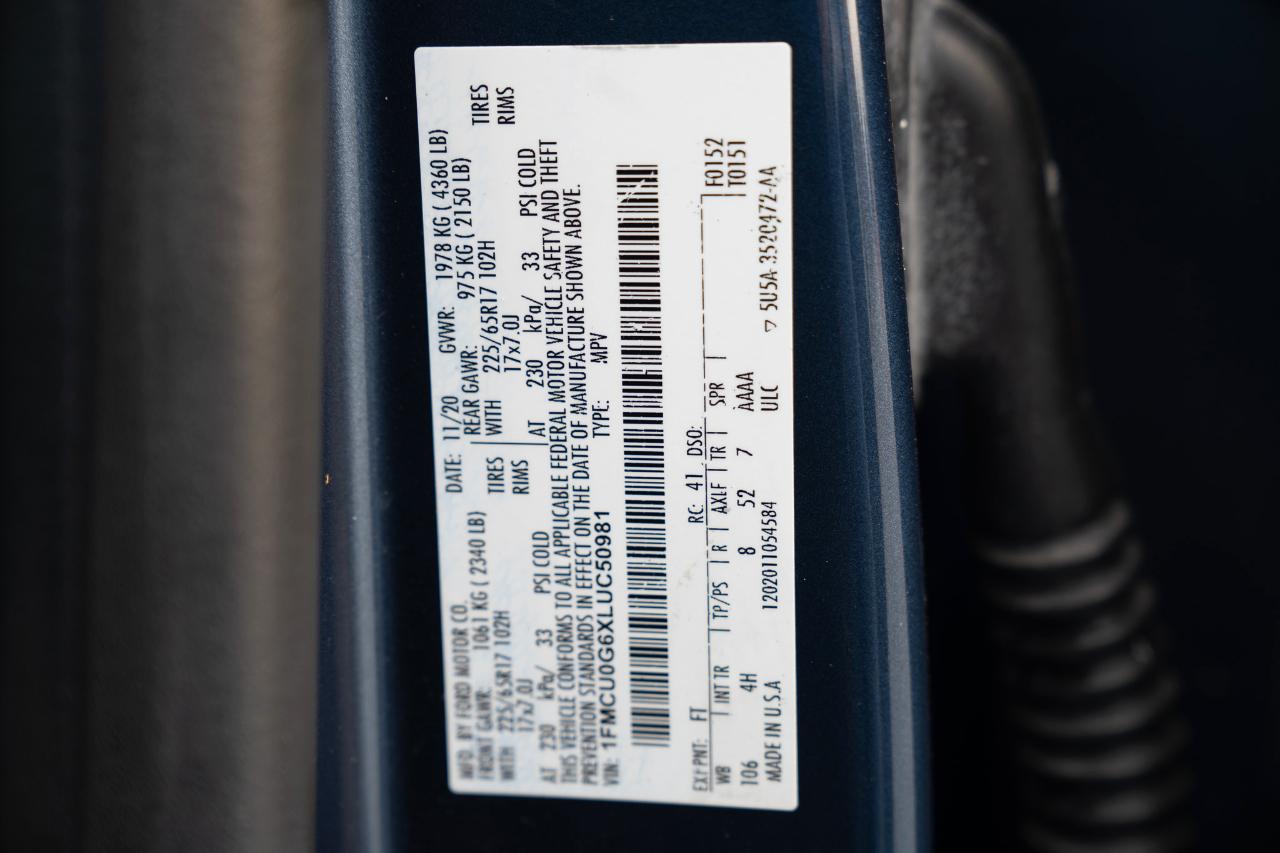 MFD. BY FORD MOTOR CO. DATE: 11/20 GVWR: 1978 KG ( 4360 LB)
FRONT GAWR: 1061 KG ( 2340 LB) REAR GAWR: 975 KG ( 2150 LB)
WITH 225/65R17 102H TIRES WITH 225/65R17 102H TIRES
17x7.0J RIMS 17x7.0J RIMS
AT 230 kPa/ 33 PSI COLD AT 230 kPa/ 33 PSI COLD
THIS VEHICLE CONFORMS TO ALL APPLICABLE FEDERAL MOTOR VEHICLE SAFETY AND THEFT
PREVENTION STANDARDS IN EFFECT ON THE DATE OF MANUFACTURE SHOWN ABOVE.
VIN: 1FMCU0G6XLUC50981 TYPE: MPV
EXT PNT: FT RC: 41 DSO: F0152
WB INT TR TP/PS R AXLE TR SPR T0151
106 4H 8 52 7 AAAA
MADE IN U.S.A 120201105458​4 ULC ▽ 5U5A-3520472-AA